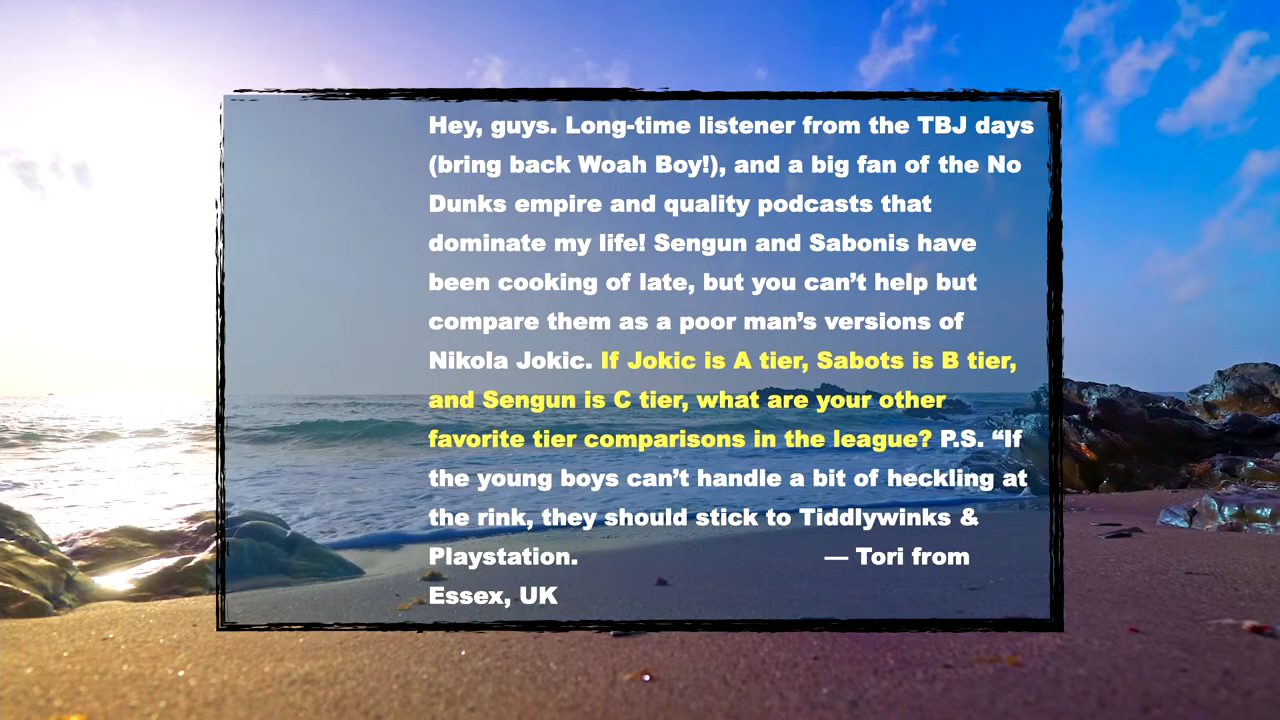 Hey, guys. Long-time listener from the TBJ days
(bring back Woah Boy!), and a big fan of the No
Dunks empire and quality podcasts that
dominate my life! Sengun and Sabonis have
been cooking of late, but you can’t help but
compare them as a poor man’s versions of
Nikola Jokic. If Jokic is A tier, Sabots is B tier,
and Sengun is C tier, what are your other
favorite tier comparisons in the league? P.S. “If
the young boys can’t handle a bit of heckling at
the rink, they should stick to Tiddlywinks &
Playstation. — Tori from
Essex, UK